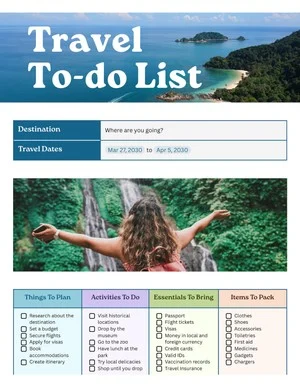 Travel
To-do List
Destination
Where are you going?
Travel Dates
Mar 27, 2030 to Apr 5, 2030
Things To Plan
Research about the
destination
Set a budget
Secure flights
Apply for visas
Book
accommodations
Create itinerary
Activities To Do
Visit historical
locations
Drop by the
museum
Go to the zoo
Have lunch at the
park
Try local delicacies
Shop until you drop
Essentials To Bring
Passport
Flight tickets
Visas
Money in local and
foreign currency
Credit cards
Valid IDs
Vaccination records
Travel Insurance
Items To Pack
Clothes
Shoes
Accessories
Toiletries
First aid
Medicines
Gadgets
Chargers